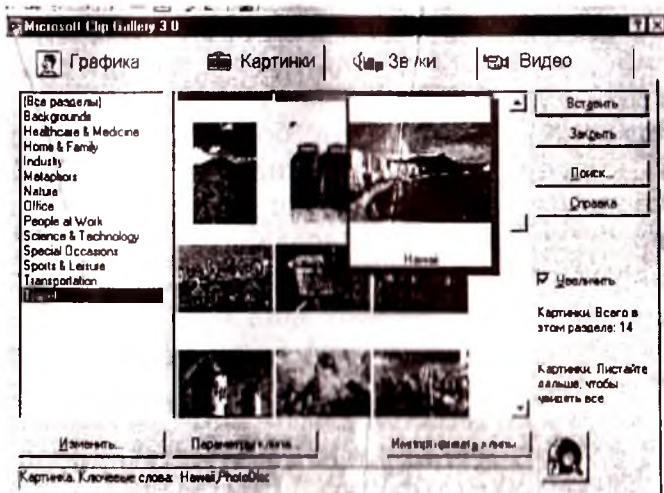 Microsoft Clip Gallery 3.0
Графика
Картинки
Видео
(Все разделы)
Backgrounds
Healthcare & Medicine
Home & Family
Industry
Metaphors
Nature
Office
People at Work
Science & Technology
Special Occasions
Sports & Leisure
Transportation
Hawaii
Вставить
Закрыть
Поиск...
Справка
Увеличить
Картинки. Всего в
этом разделе: 14
Картинки. Листайте
дальше, чтобы
увидеть все
Изменить...
Параметры клипа...
Картинка. Ключевые слова: Hawaii,PhotoDisc